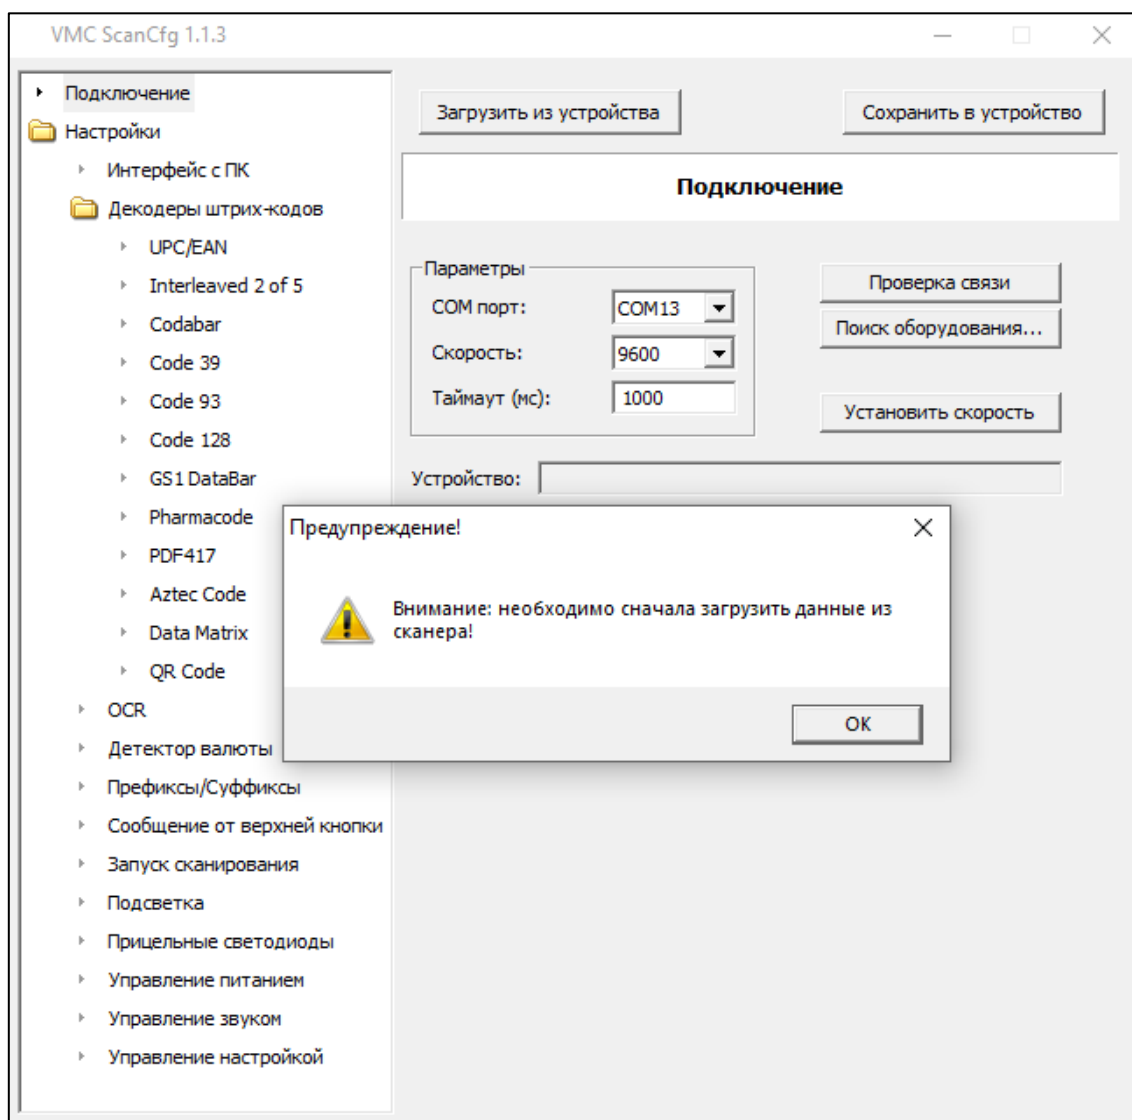 VMC ScanCfg 1.1.3
Подключение
Настройки
Интерфейс с ПК
Декодеры штрих-кодов
UPC/EAN
Interleaved 2 of 5
Codabar
Code 39
Code 93
Code 128
GS1 DataBar
Pharmacode
PDF417
Aztec Code
Data Matrix
QR Code
OCR
Детектор валюты
Префиксы/Суффиксы
Сообщение от верхней кнопки
Запуск сканирования
Подсветка
Прицельные светодиоды
Управление питанием
Управление звуком
Управление настройкой
Загрузить из устройства
Сохранить в устройство
Подключение
Параметры
COM порт: COM13
Скорость: 9600
Таймаут (мс): 1000
Проверка связи
Поиск оборудования...
Установить скорость
Устройство:
Предупреждение!
Внимание: необходимо сначала загрузить данные из
сканера!
OK